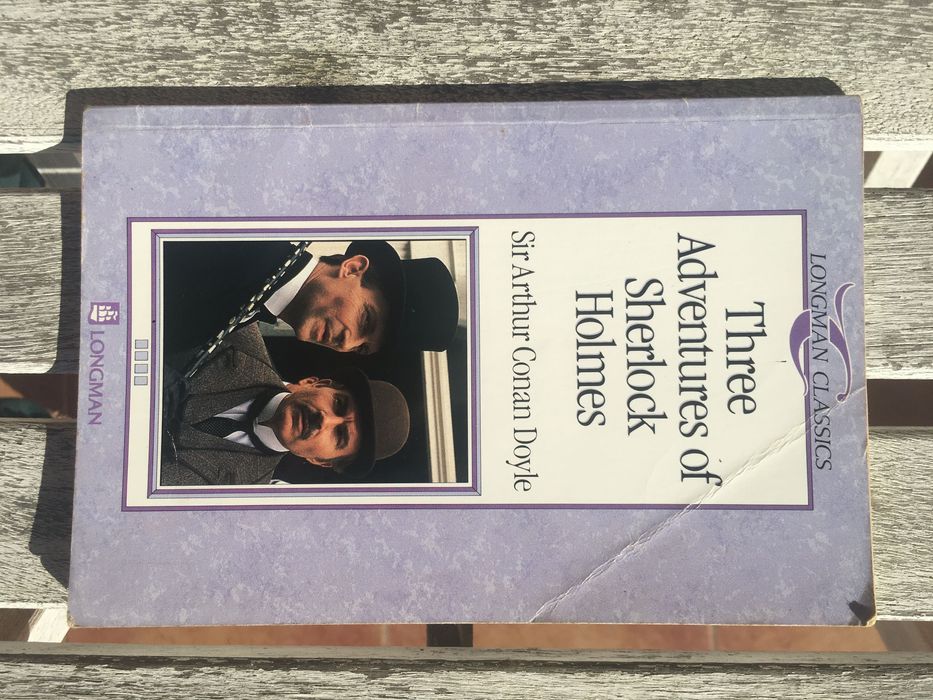 LONGMAN CLASSICS
Three
Adventures of
Sherlock
Holmes
Sir Arthur Conan Doyle
LONGMAN